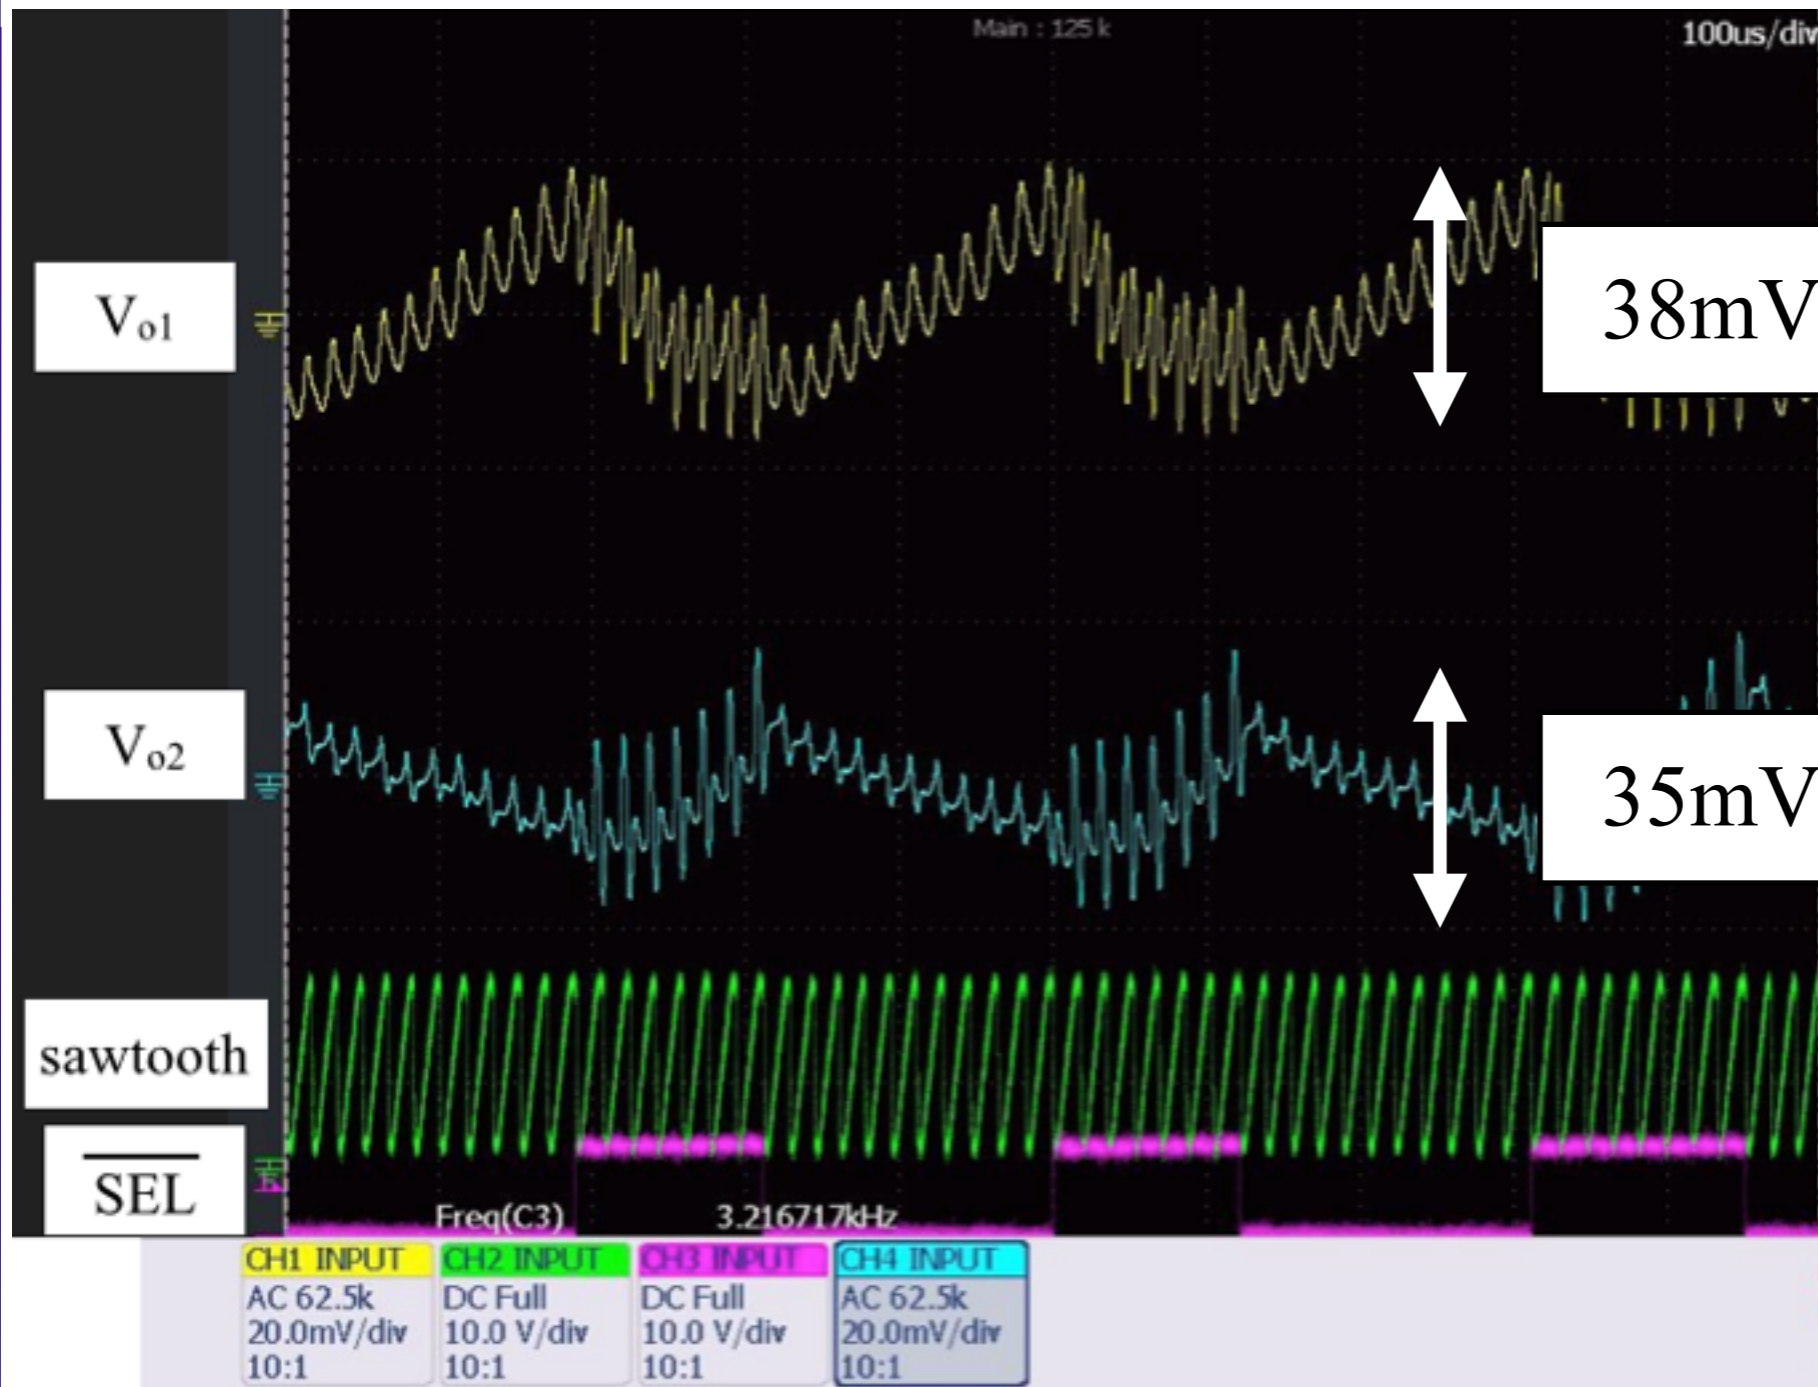 Main : 125 k
100us/div
Vo1
38mV
Vo2
35mV
sawtooth
SEL
Freq(C3) 3.216717kHz
CH1 INPUT
AC 62.5k
20.0mV/div
10:1
CH2 INPUT
DC Full
10.0 V/div
10:1
CH3 INPUT
DC Full
10.0 V/div
10:1
CH4 INPUT
AC 62.5k
20.0mV/div
10:1